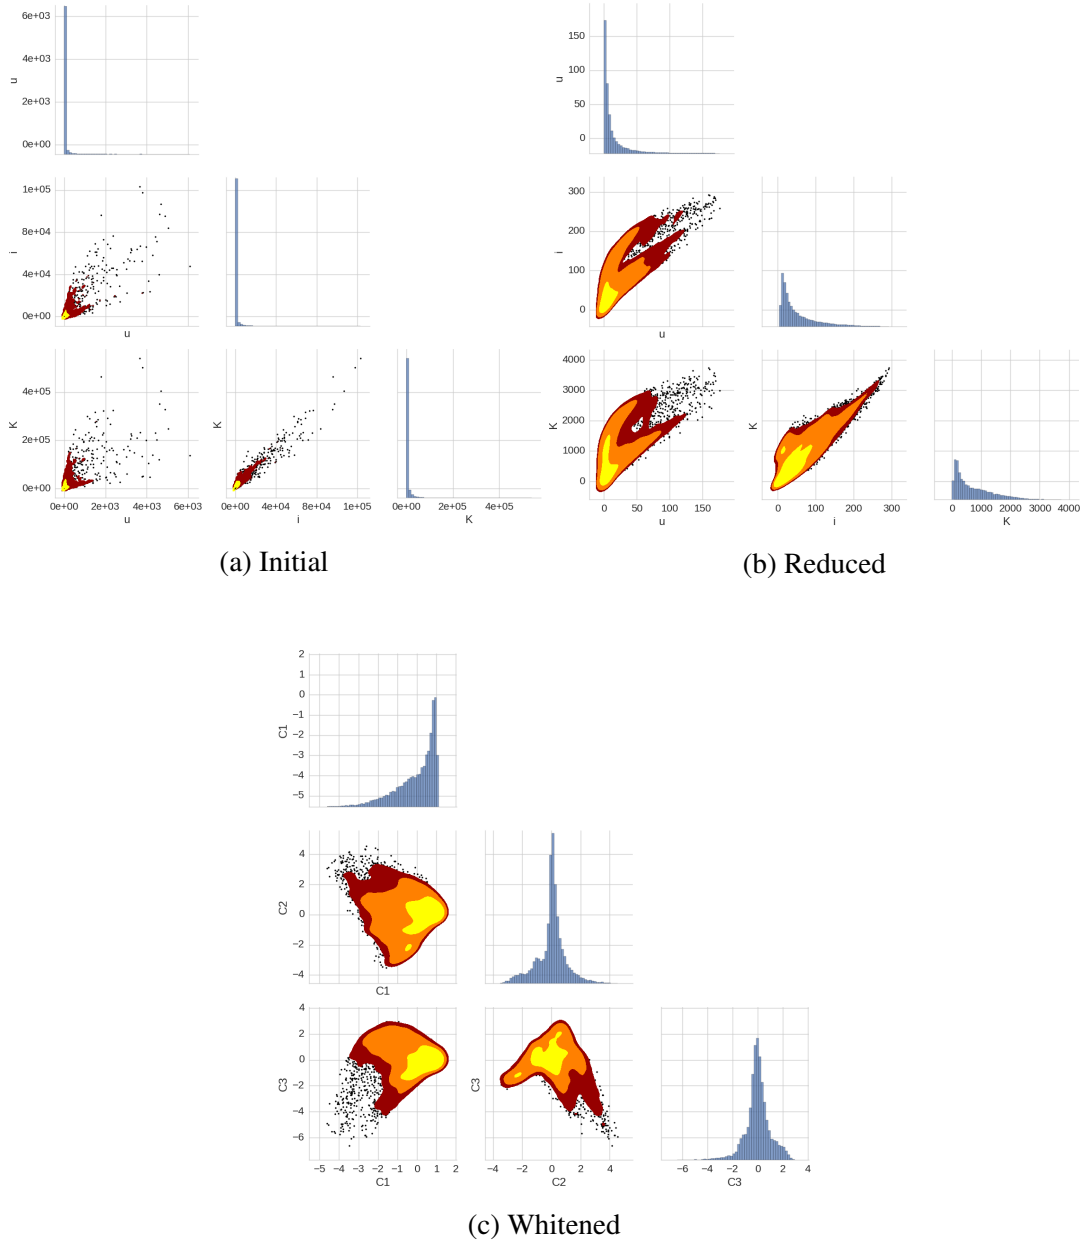 6e+03
4e+03
2e+03
0e+00
u
1e+05
8e+04
4e+04
0e+00
i
u
4e+05
2e+05
0e+00
K
K
0e+00 1e+03 4e+03 6e+03
u
0e+00 4e+04 1e+05
i
0e+00 2e+05 4e+05
K
(a) Initial
150
100
50
0
u
300
200
100
0
i
u
4000
3000
2000
1000
0
K
K
0 50 100 150
u
0 100 200 300
i
0 1000 2000 3000 4000
K
(b) Reduced
2
1
0
−1
−2
−3
−4
−5
C1
4
2
0
−2
−4
C2
C1
4
2
0
−2
−4
−6
C3
C3
−5 −4 −3 −2 −1 0 1 2
C1
−4 −2 0 2 4
C2
−6 −4 −2 0 2 4
C3
(c) Whitened